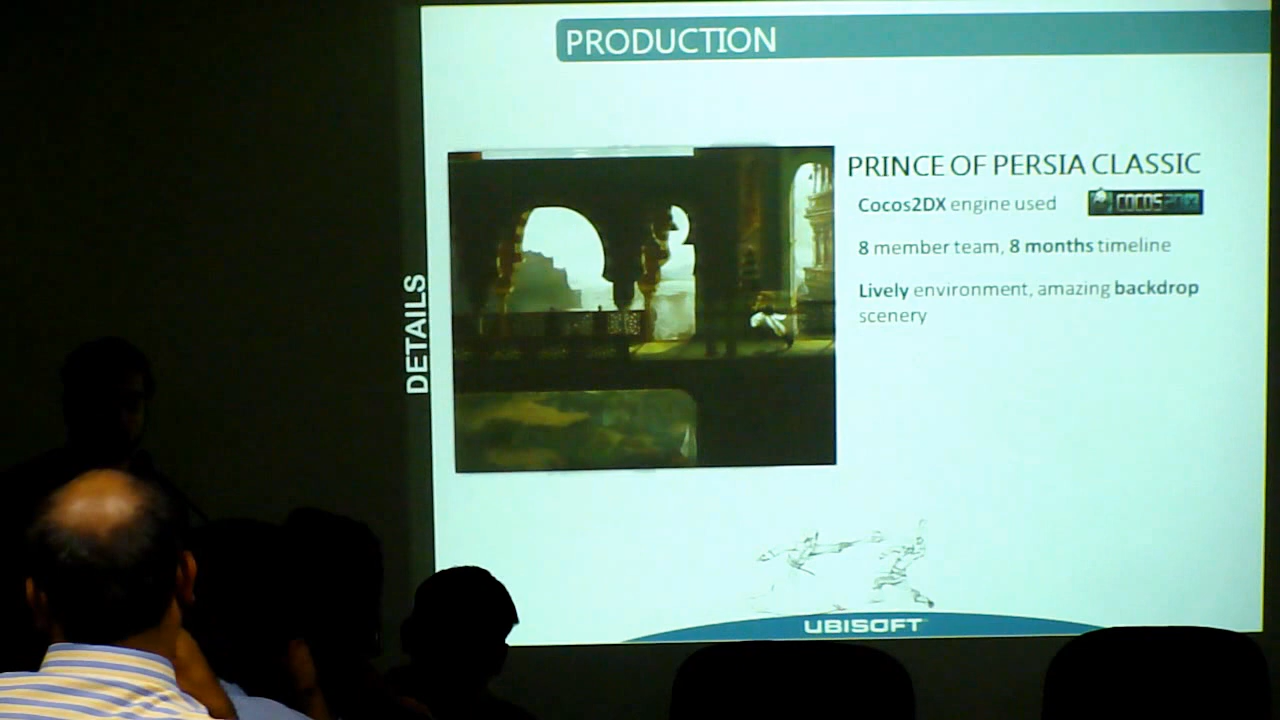 PRODUCTION
DETAILS
PRINCE OF PERSIA CLASSIC
Cocos2DX engine used
COCOS2DX
8 member team, 8 months timeline
Lively environment, amazing backdrop
scenery
UBISOFT